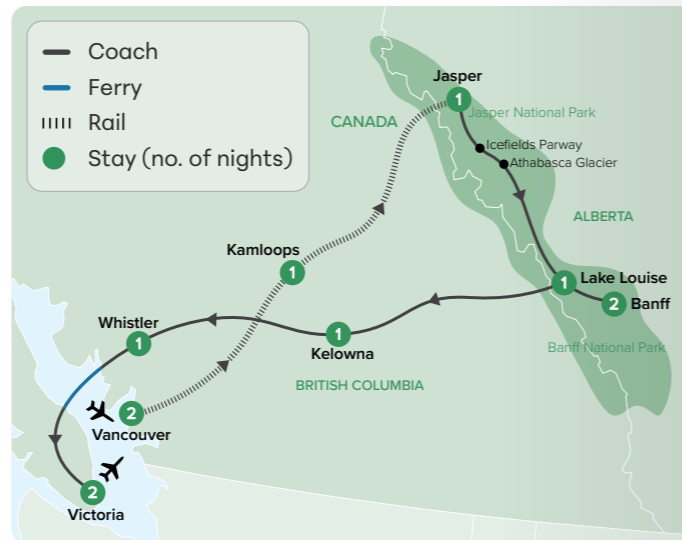 Coach
Ferry
Rail
Stay (no. of nights)
Jasper
1
Jasper National Park
CANADA
Icefields Parway
Athabasca Glacier
ALBERTA
Kamloops
1
1
Lake Louise
2
Banff
Whistler
1
1
Kelowna
Banff National Park
BRITISH COLUMBIA
2
Vancouver
2
Victoria